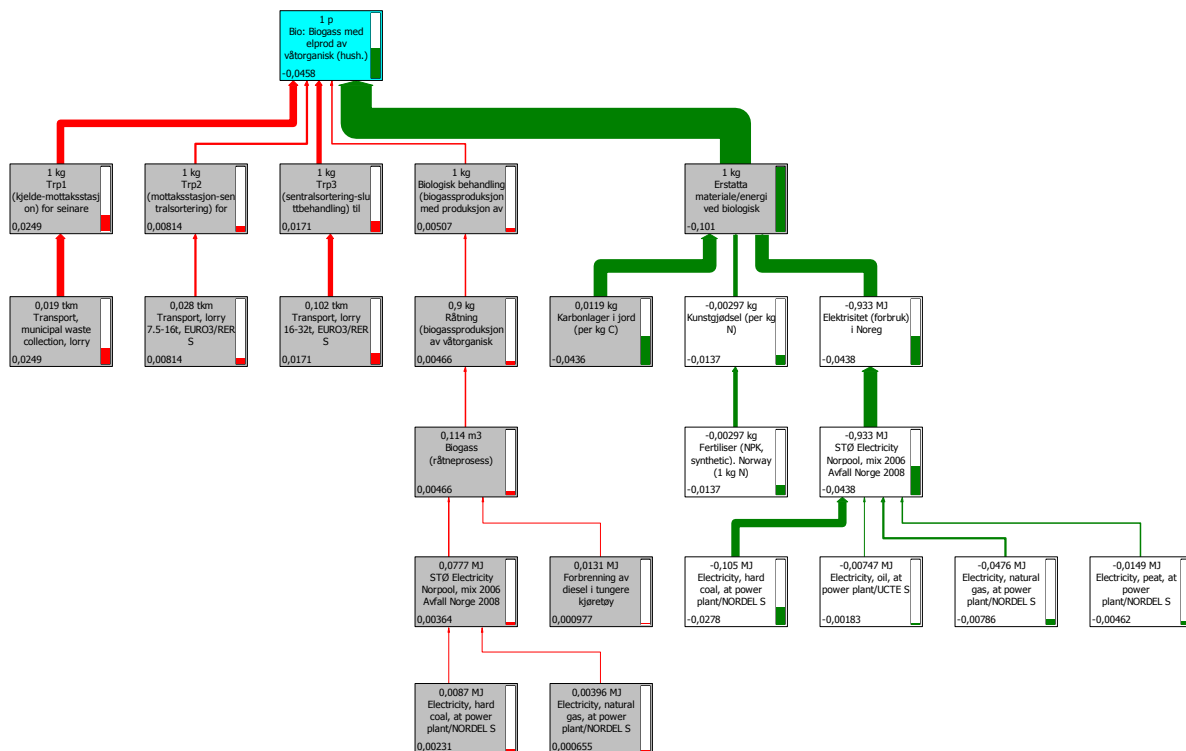 1 p
Bio: Biogass med
elprod av
våtorganisk (hush.)
-0,0458
1 kg
Trp1
(kjelde-mottaksstasj
on) for seinare
0,0249
1 kg
Trp2
(mottaksstasjon-sen
tralsortering) for
0,00814
1 kg
Trp3
(sentralsortering-slu
ttbehandling) til
0,0171
1 kg
Biologisk behandling
(biogassproduksjon
med produksjon av
0,00507
1 kg
Erstatta
materiale/energi
ved biologisk
-0,101
0,019 tkm
Transport,
municipal waste
collection, lorry
0,0249
0,028 tkm
Transport, lorry
7.5-16t, EURO3/RER
S
0,00814
0,102 tkm
Transport, lorry
16-32t, EURO3/RER
S
0,0171
0,9 kg
Råtning
(biogassproduksjon
av våtorganisk
0,00466
0,0119 kg
Karbonlager i jord
(per kg C)
-0,0436
-0,00297 kg
Kunstgjødsel (per kg
N)
-0,0137
-0,933 MJ
Elektrisitet (forbruk)
i Noreg
-0,0438
0,114 m3
Biogass
(råtneprosess)
0,00466
-0,00297 kg
Fertiliser (NPK,
synthetic). Norway
(1 kg N)
-0,0137
-0,933 MJ
STØ Electricity
Norpool, mix 2006
Avfall Norge 2008
-0,0438
0,0777 MJ
STØ Electricity
Norpool, mix 2006
Avfall Norge 2008
0,00364
0,0131 MJ
Forbrenning av
diesel i tungere
kjøretøy
0,000977
-0,105 MJ
Electricity, hard
coal, at power
plant/NORDEL S
-0,0278
-0,00747 MJ
Electricity, oil, at
power plant/UCTE S
-0,00183
-0,0476 MJ
Electricity, natural
gas, at power
plant/NORDEL S
-0,00786
-0,0149 MJ
Electricity, peat, at
power
plant/NORDEL S
-0,00462
0,0087 MJ
Electricity, hard
coal, at power
plant/NORDEL S
0,00231
0,00396 MJ
Electricity, natural
gas, at power
plant/NORDEL S
0,000655